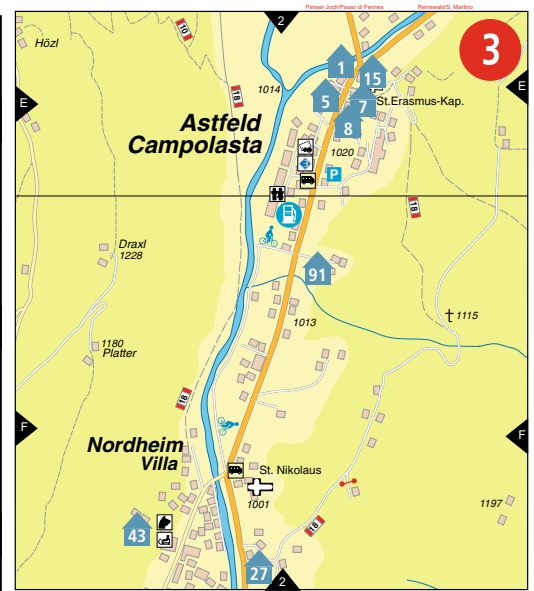 Penser Joch/Passo di Pennes
Reinswald/S. Martino
2
3
Hözl
10
1
15
1014
18
E
5
7
E
St.Erasmus-Kap.
8
Astfeld
Campolasta
1020
P
18
Draxl
1228
91
1115
1013
1180
Platter
18
F
F
Nordheim
Villa
St. Nikolaus
1001
1197
43
18
27
2